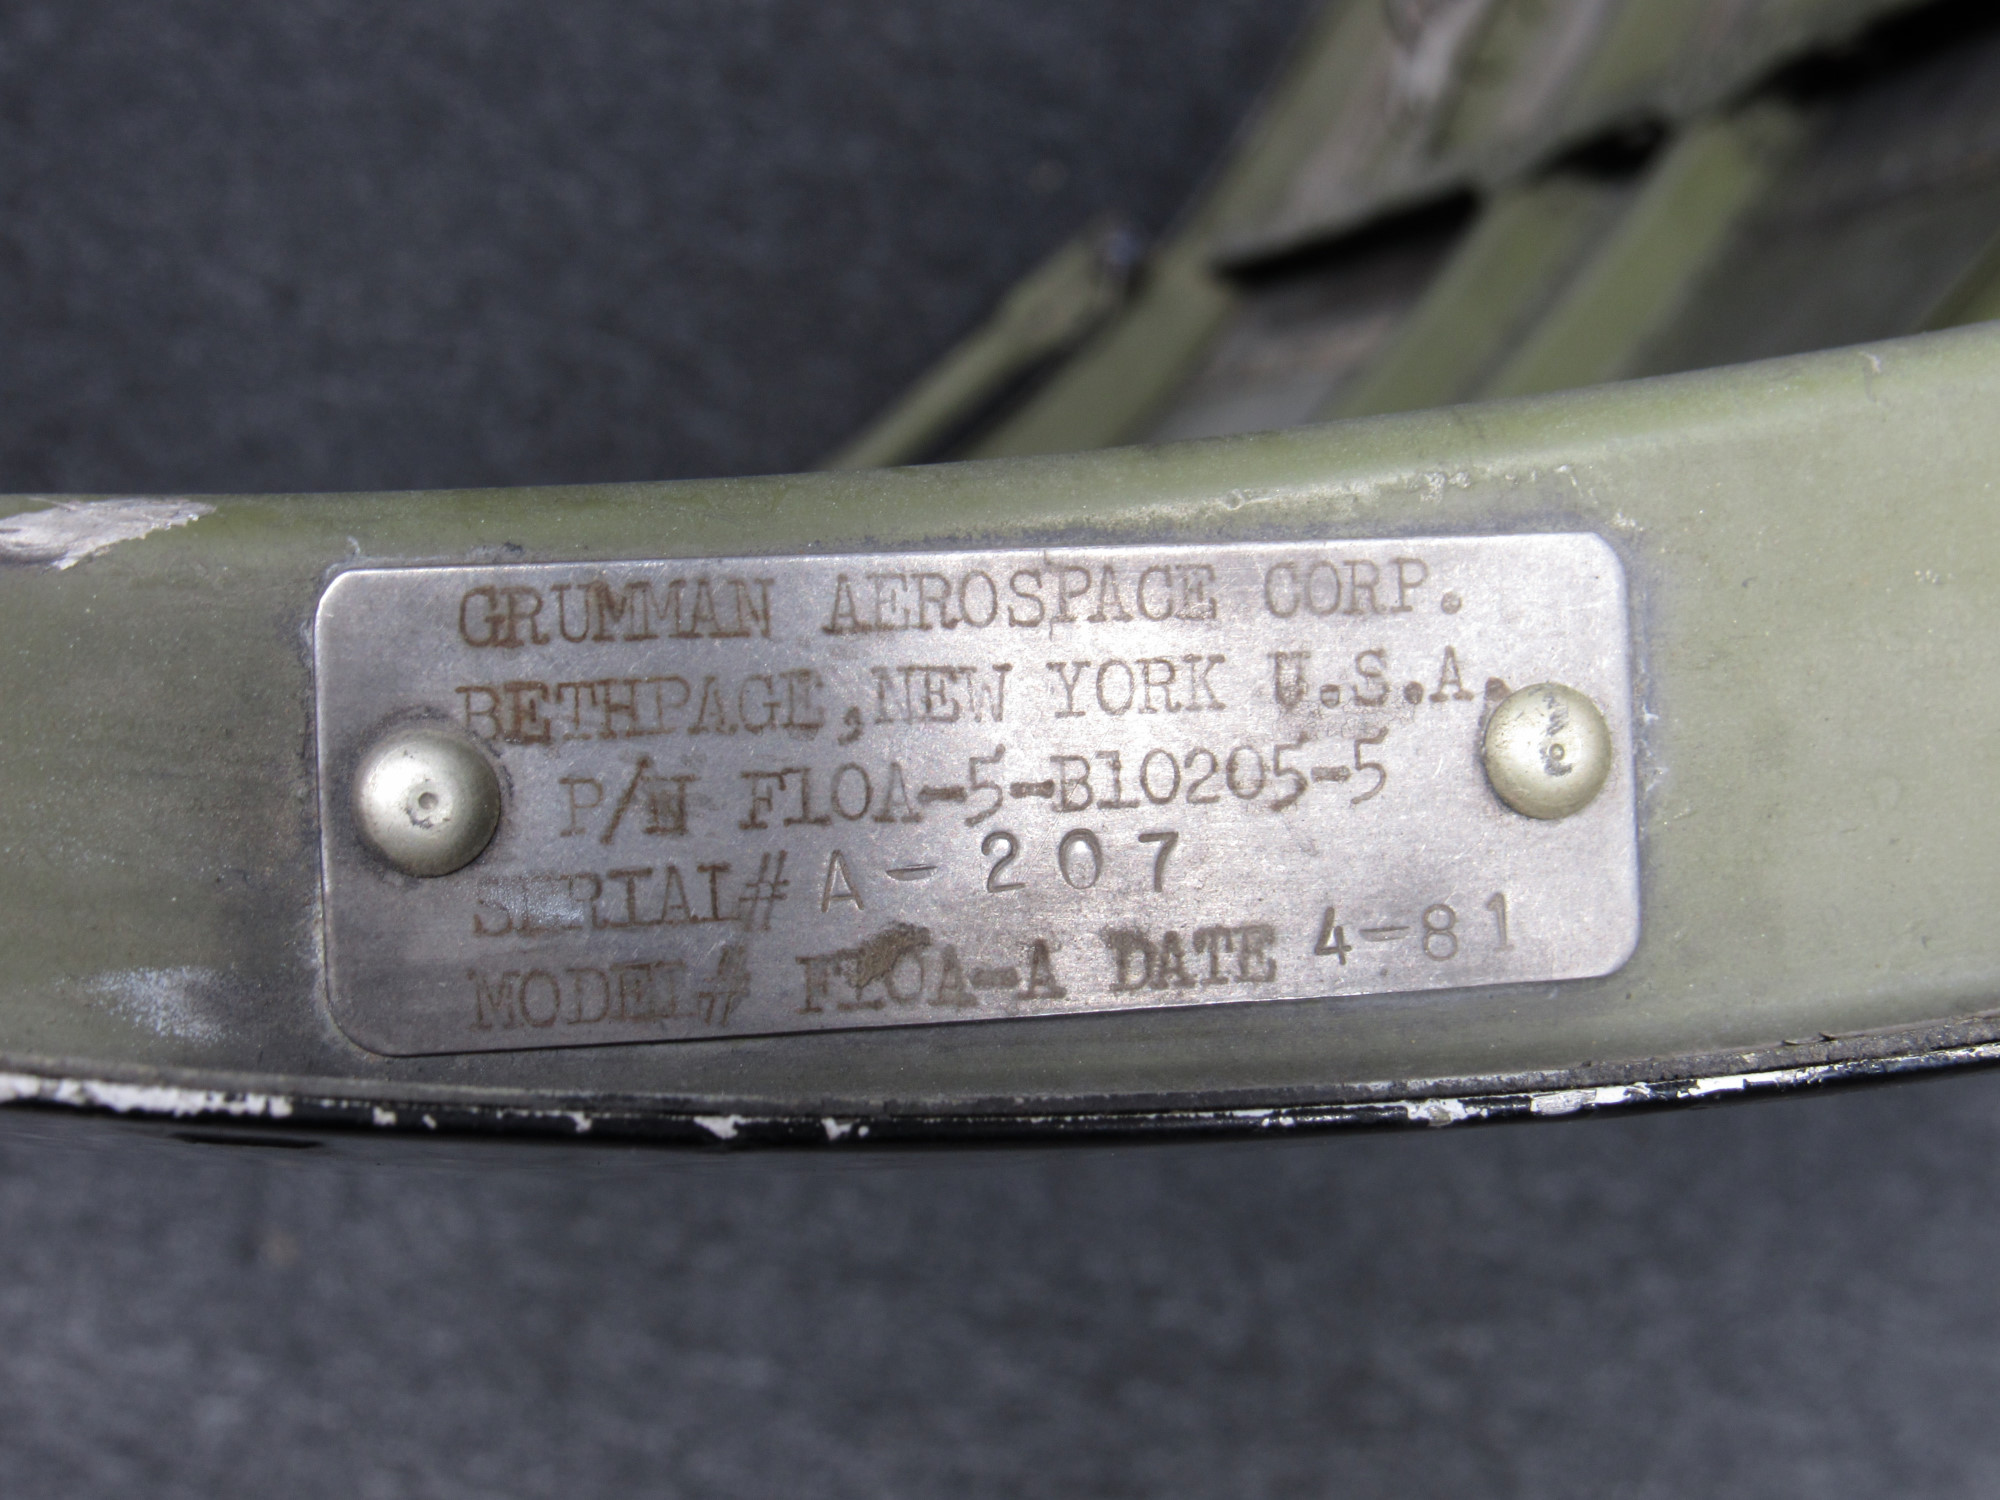 GRUMMAN AEROSPACE CORP.
BETHPAGE, NEW YORK U.S.A.
P/N F10A-5-B10205-5
SERIAL# A-207
MODEL# F10A-A DATE 4-81